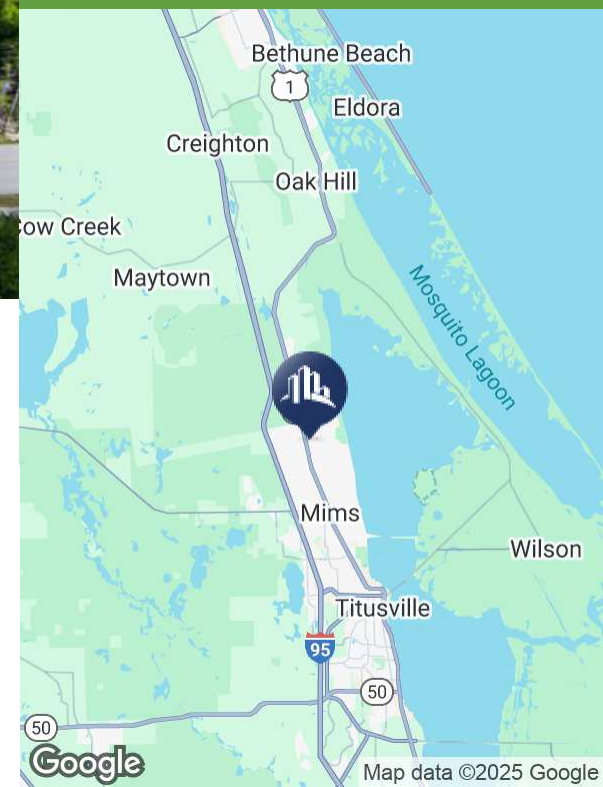 Bethune Beach
1
Eldora
Creighton
Oak Hill
Cow Creek
Maytown
Mosquito Lagoon
Mims
Wilson
Titusville
95
50
50
Google
Map data ©2025 Google